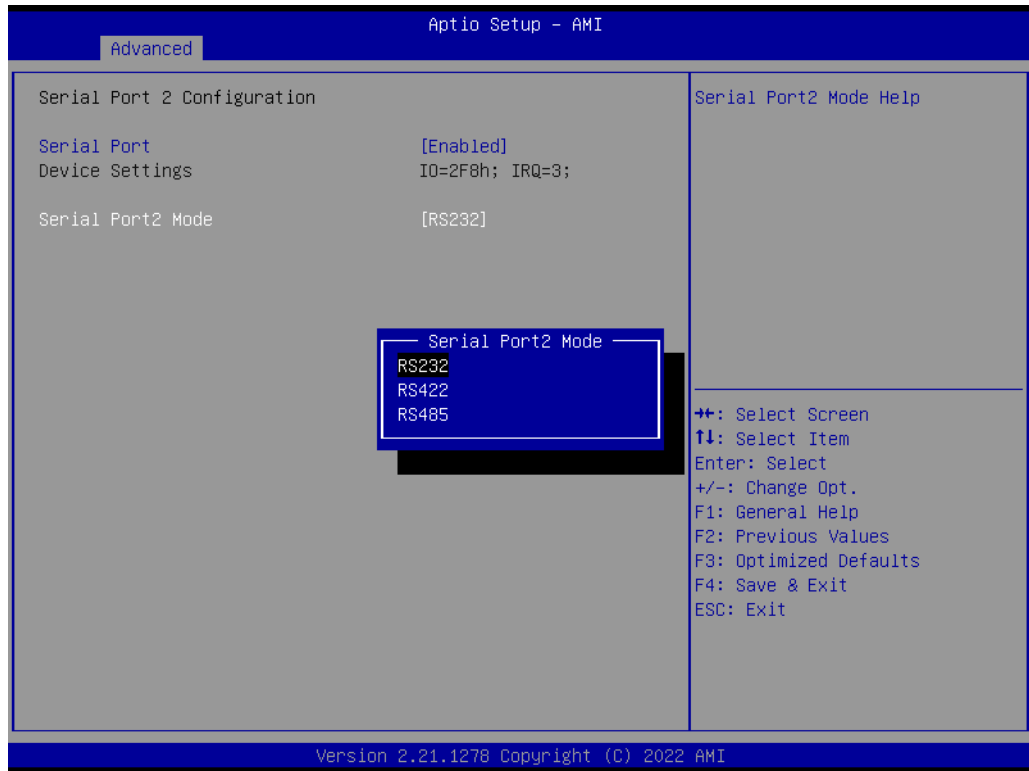 Aptio Setup – AMI
Advanced
Serial Port 2 Configuration
Serial Port [Enabled]
Device Settings IO=2F8h; IRQ=3;
Serial Port2 Mode [RS232]
Serial Port2 Mode
RS232
RS422
RS485
Serial Port2 Mode Help
→←: Select Screen
↑↓: Select Item
Enter: Select
+/-: Change Opt.
F1: General Help
F2: Previous Values
F3: Optimized Defaults
F4: Save & Exit
ESC: Exit
Version 2.21.1278 Copyright (C) 2022 AMI